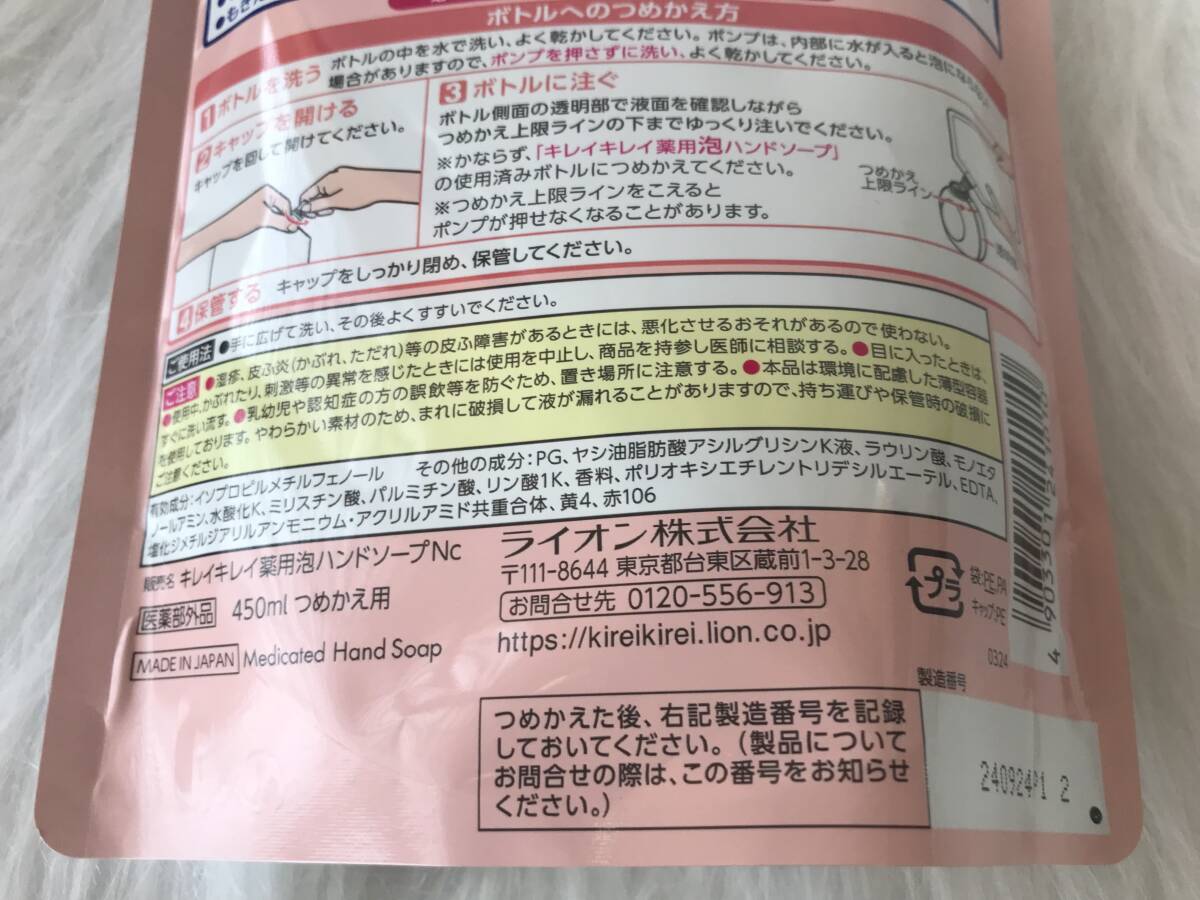 ボトルへのつめかえ方
1 ボトルを洗う
ボトルの中を水で洗い、よく乾かしてください。ポンプは、内部に水が入ると泡にならない
場合がありますので、ポンプを押さずに洗い、よく乾かしてください。
2 キャップを開ける
キャップを回して開けてください。
3 ボトルに注ぐ
ボトル側面の透明部で液面を確認しながら
つめかえ上限ラインの下までゆっくり注いでください。
※かならず、「キレイキレイ薬用泡ハンドソープ」
の使用済みボトルにつめかえてください。
※つめかえ上限ラインをこえると
ポンプが押せなくなることがあります。
つめかえ
上限ライン
4 保管する キャップをしっかり閉め、保管してください。
ご使用法 ●手に広げて洗い、その後よくすすいでください。
ご注意 ●湿疹、皮ふ炎(かぶれ、ただれ)等の皮ふ障害があるときには、悪化させるおそれがあるので使わない。
●使用中、かぶれたり、刺激等の異常を感じたときには使用を中止し、商品を持参し医師に相談する。●目に入ったときは、
すぐに洗い流す。●乳幼児や認知症の方の誤飲等を防ぐため、置き場所に注意する。●本品は環境に配慮した薄型容器
を使用しております。やわらかい素材のため、まれに破損して液が漏れることがありますので、持ち運びや保管時の破損に
ご注意ください。
有効成分:イソプロピルメチルフェノール その他の成分:PG、ヤシ油脂肪酸アシルグリシンK液、ラウリン酸、モノエタ
ノールアミン、水酸化K、ミリスチン酸、パルミチン酸、リン酸1K、香料、ポリオキシエチレントリデシルエーテル、EDTA、
塩化ジメチルジアリルアンモニウム・アクリルアミド共重合体、黄4、赤106
販売名 キレイキレイ薬用泡ハンドソープNc
医薬部外品 450ml つめかえ用
MADE IN JAPAN Medicated Hand Soap
ライオン株式会社
〒111-8644 東京都台東区蔵前1-3-28
お問合せ先 0120-556-913
https://kireikirei.lion.co.jp
プラ
袋:PE,PA
キャップ:PE
0324
製造番号
つめかえた後、右記製造番号を記録
しておいてください。(製品について
お問合せの際は、この番号をお知らせ
ください。)
240924P1 2